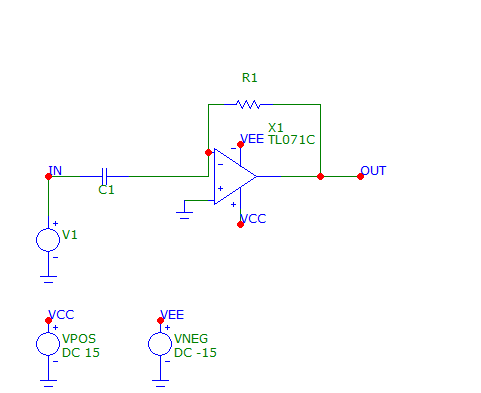 R1
X1
TL071C
VEE
IN
OUT
C1
VCC
V1
VCC
VPOS
DC 15
VEE
VNEG
DC -15